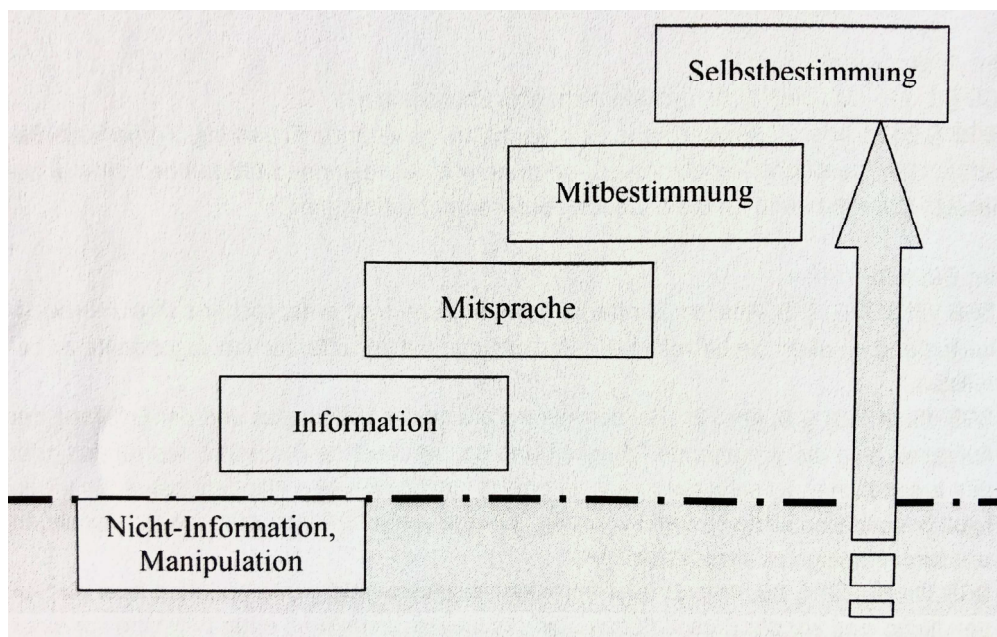 Selbstbestimmung
Mitbestimmung
Mitsprache
Information
Nicht-Information,
Manipulation